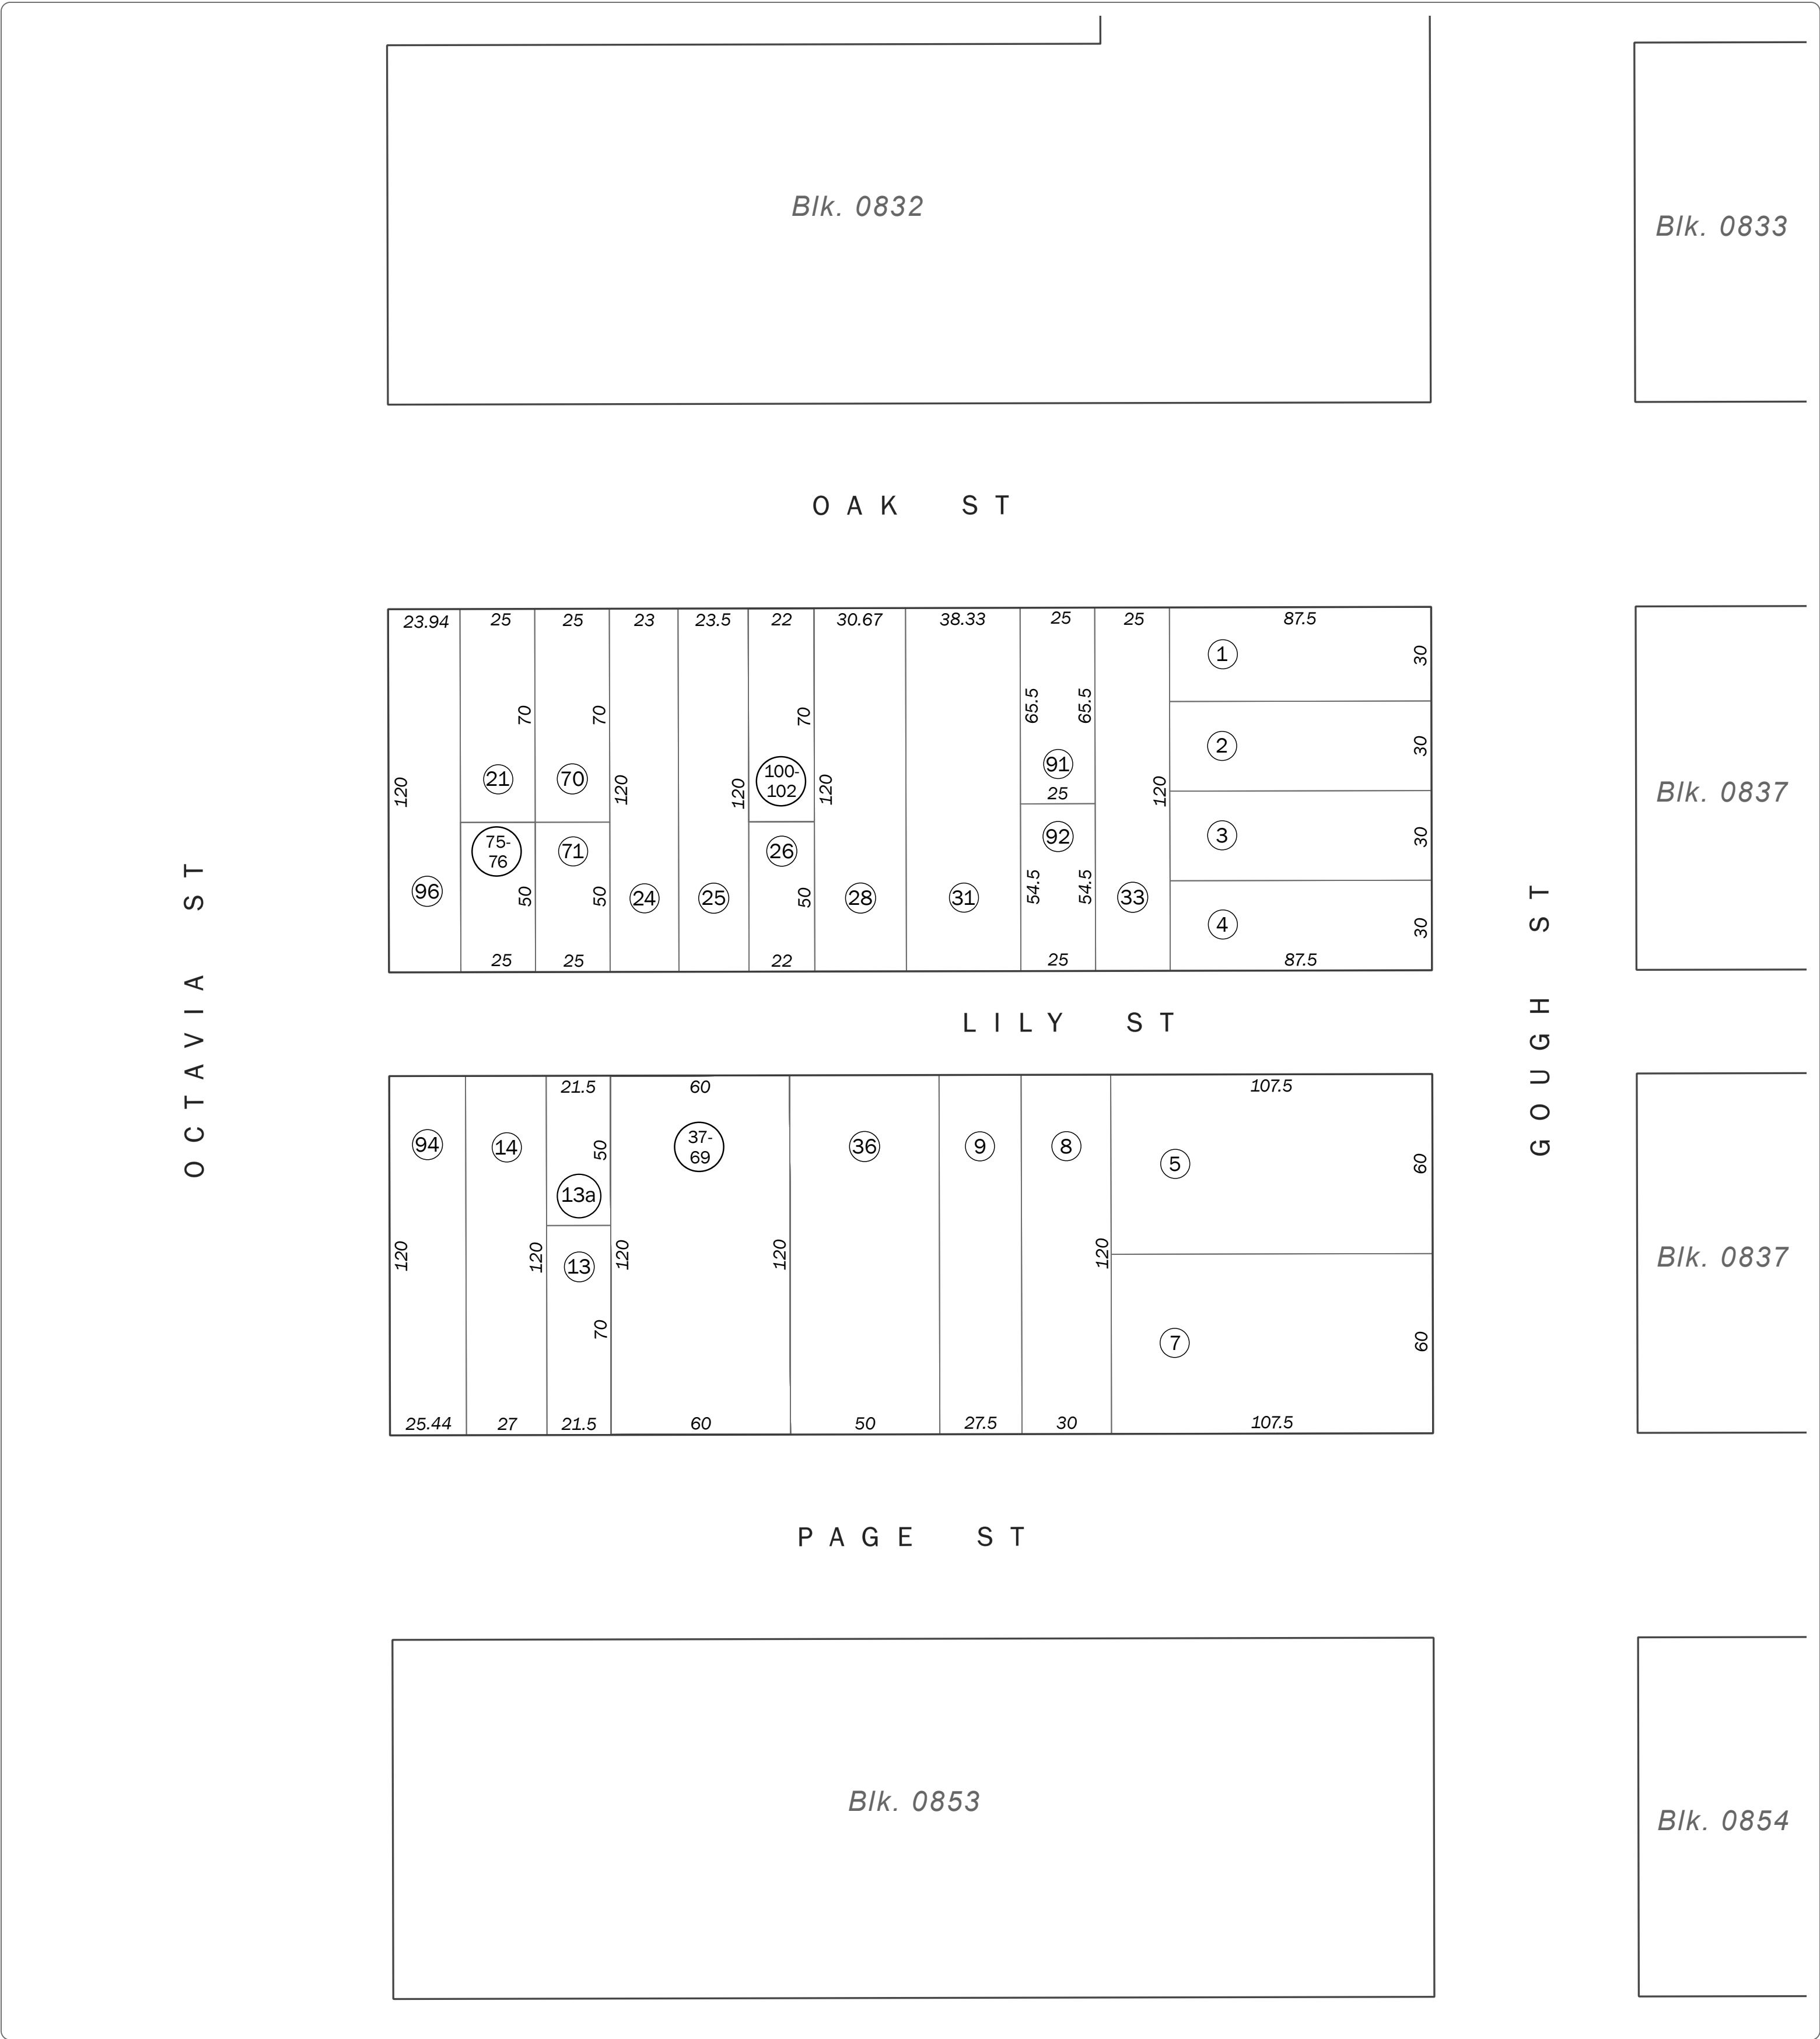 Blk. 0832
Blk. 0833
OAK ST
23.94 25 25 23 23.5 22 30.67 38.33 25 25 87.5
1 30
70 70 70 65.5 65.5
2 30
21 70 100-
102 91
120 120 120 120 25 120
3 30
75-
76 71 26 92
96 50 50 24 25 50 28 31 54.5 54.5 33
4 30
25 25 22 25 87.5
Blk. 0837
OCTAVIA ST
GOUGH ST
LILY ST
21.5 60 107.5
94 14 50 37-
69 36 9 8 5 60
13a
120 120 13 120 120 120
70 7 60
25.44 27 21.5 60 50 27.5 30 107.5
Blk. 0837
PAGE ST
Blk. 0853
Blk. 0854